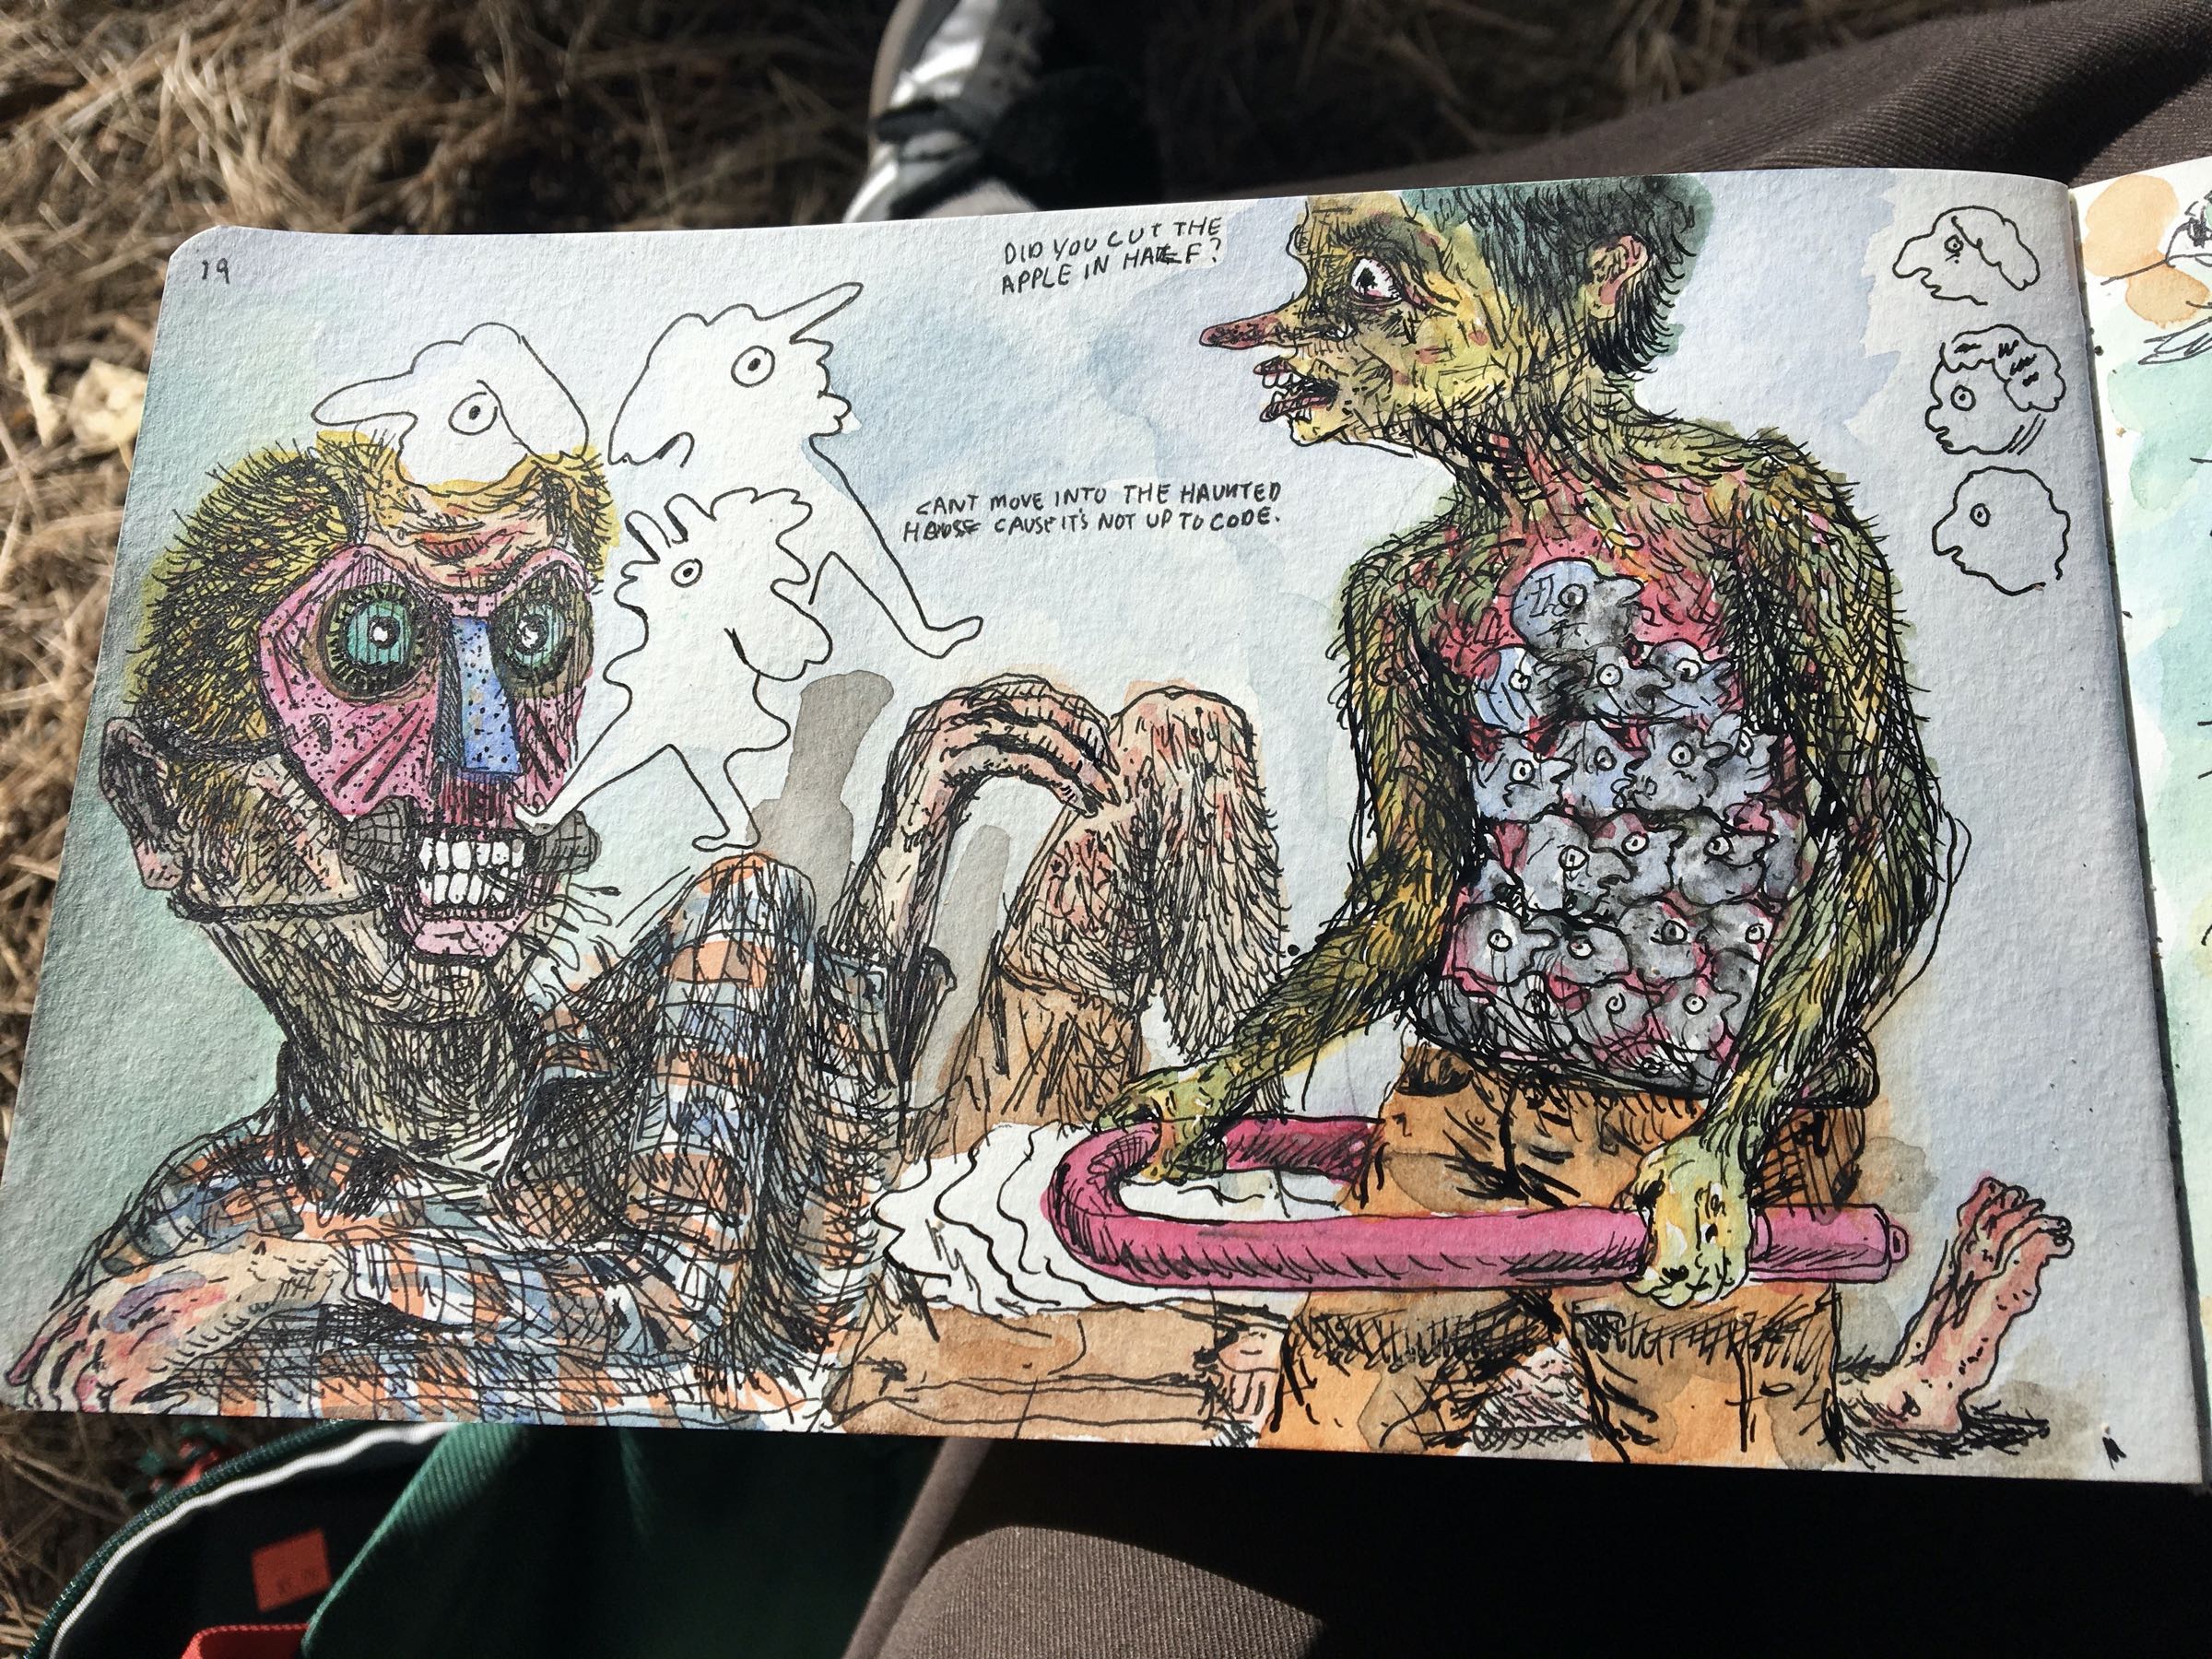 19
DID YOU CUT THE
APPLE IN HALF?
CANT MOVE INTO THE HAUNTED
HOUSE CAUSE IT'S NOT UP TO CODE.